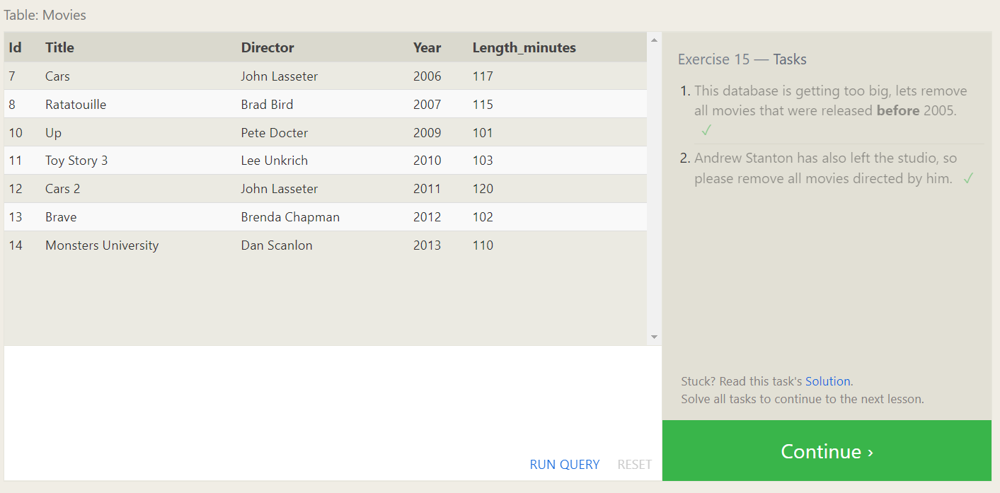 Table: Movies
Id Title Director Year Length_minutes
7 Cars John Lasseter 2006 117
8 Ratatouille Brad Bird 2007 115
10 Up Pete Docter 2009 101
11 Toy Story 3 Lee Unkrich 2010 103
12 Cars 2 John Lasseter 2011 120
13 Brave Brenda Chapman 2012 102
14 Monsters University Dan Scanlon 2013 110
RUN QUERY RESET
Exercise 15 — Tasks
1. This database is getting too big, lets remove
all movies that were released before 2005.
✓
2. Andrew Stanton has also left the studio, so
please remove all movies directed by him. ✓
Stuck? Read this task's Solution.
Solve all tasks to continue to the next lesson.
Continue ›